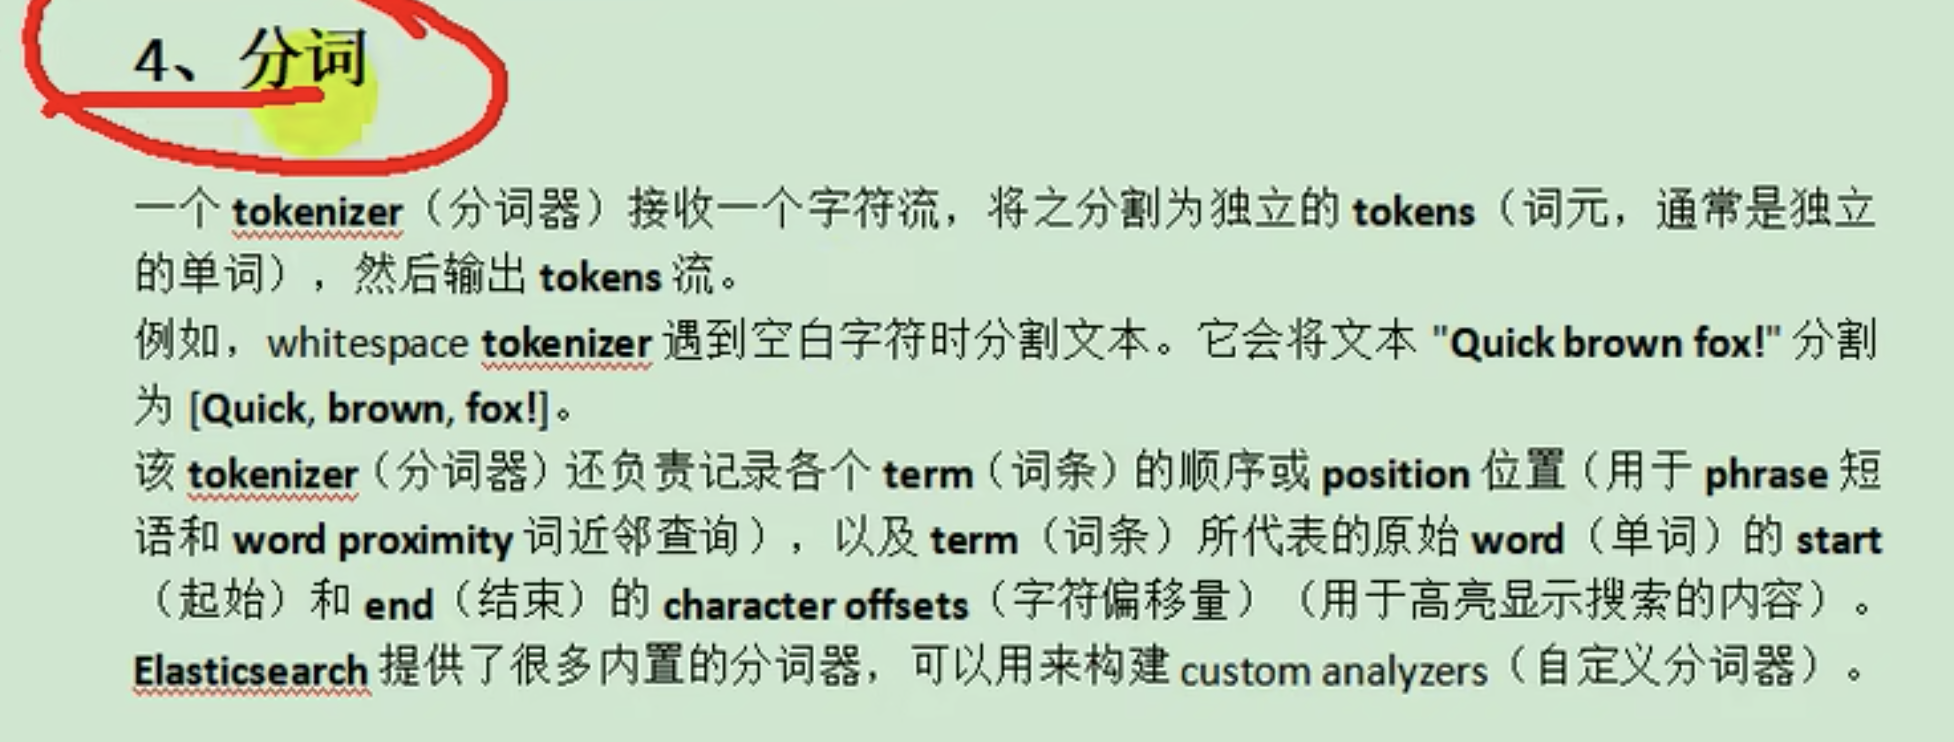 4、分词
一个 tokenizer（分词器）接收一个字符流，将之分割为独立的 tokens（词元，通常是独立
的单词），然后输出 tokens 流。
例如，whitespace tokenizer 遇到空白字符时分割文本。它会将文本 "Quick brown fox!" 分割
为 [Quick, brown, fox!]。
该 tokenizer（分词器）还负责记录各个 term（词条）的顺序或 position 位置（用于 phrase 短
语和 word proximity 词近邻查询），以及 term（词条）所代表的原始 word（单词）的 start
（起始）和 end（结束）的 character offsets（字符偏移量）（用于高亮显示搜索的内容）。
Elasticsearch 提供了很多内置的分词器，可以用来构建 custom analyzers（自定义分词器）。